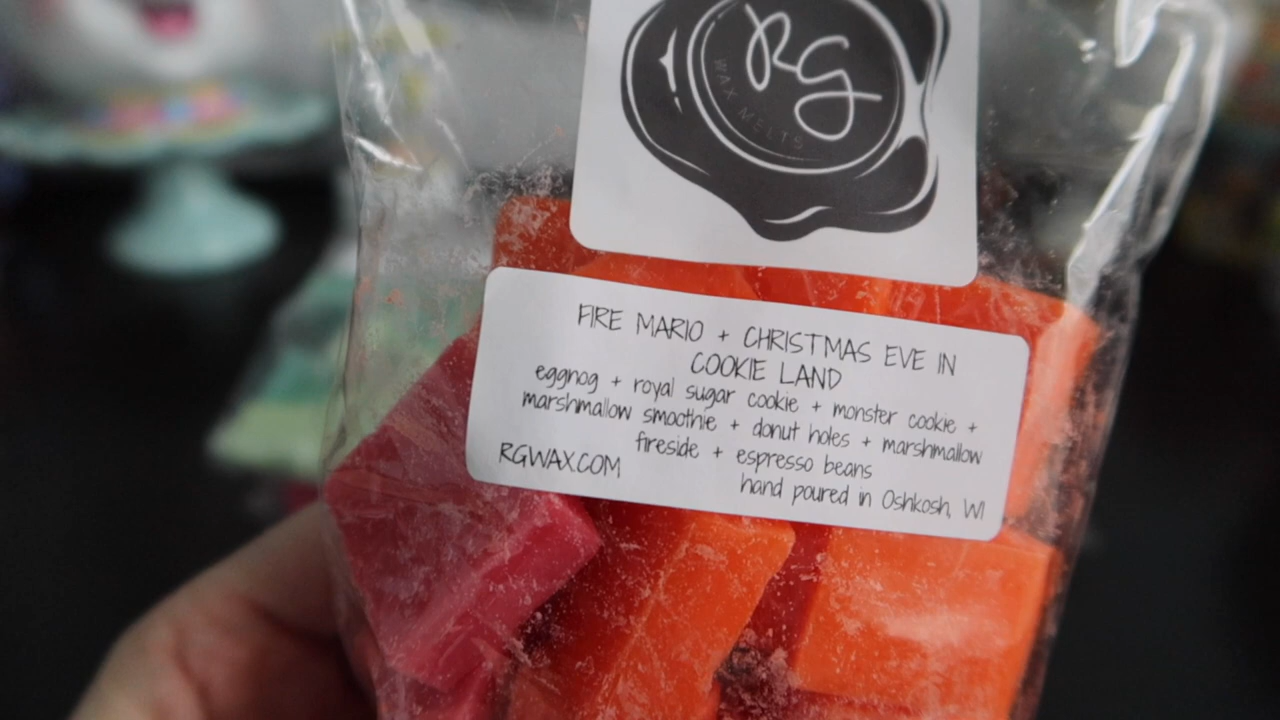 RG
WAX MELTS
FIRE MARIO + CHRISTMAS EVE IN
COOKIE LAND
eggnog + royal sugar cookie + monster cookie +
marshmallow smoothie + donut holes + marshmallow
fireside + espresso beans
RGWAX.COM
hand poured in Oshkosh, WI